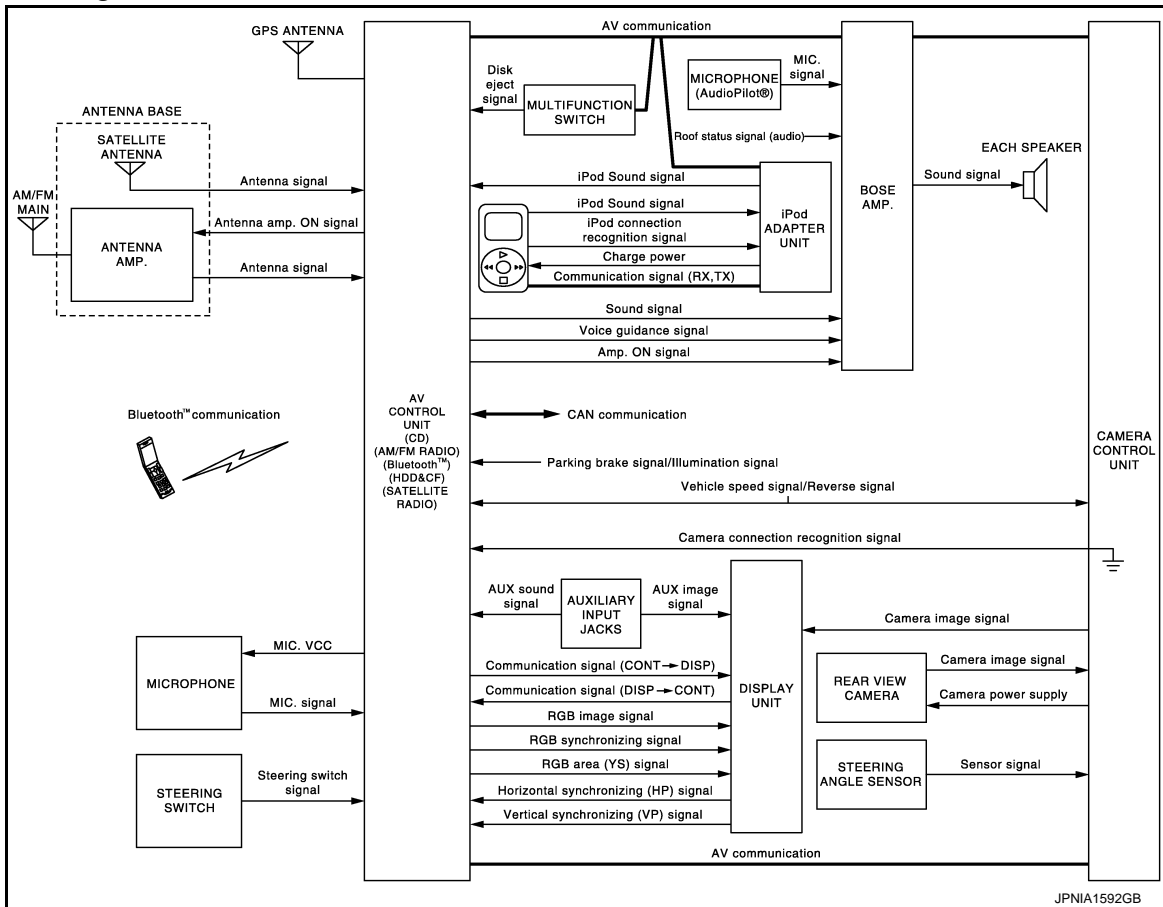 AV communication
GPS ANTENNA
Disk
eject
signal
MULTIFUNCTION
SWITCH
MICROPHONE
(AudioPilot®)
MIC.
signal
Roof status signal (audio)
EACH SPEAKER
Sound signal
BOSE
AMP.
ANTENNA BASE
SATELLITE
ANTENNA
AM/FM
MAIN
ANTENNA
AMP.
Antenna signal
Antenna amp. ON signal
Antenna signal
iPod Sound signal
iPod Sound signal
iPod connection
recognition signal
Charge power
Communication signal (RX,TX)
iPod
ADAPTER
UNIT
Sound signal
Voice guidance signal
Amp. ON signal
Bluetooth™ communication
AV
CONTROL
UNIT
(CD)
(AM/FM RADIO)
(Bluetooth™)
(HDD&CF)
(SATELLITE
RADIO)
CAN communication
Parking brake signal/Illumination signal
Vehicle speed signal/Reverse signal
Camera connection recognition signal
CAMERA
CONTROL
UNIT
AUX sound
signal
AUXILIARY
INPUT
JACKS
AUX image
signal
Camera image signal
MICROPHONE
MIC. VCC
MIC. signal
Communication signal (CONT→DISP)
Communication signal (DISP→CONT)
RGB image signal
RGB synchronizing signal
RGB area (YS) signal
Horizontal synchronizing (HP) signal
Vertical synchronizing (VP) signal
DISPLAY
UNIT
REAR VIEW
CAMERA
Camera image signal
Camera power supply
STEERING
SWITCH
Steering switch
signal
STEERING
ANGLE SENSOR
Sensor signal
AV communication
JPNIA1592GB